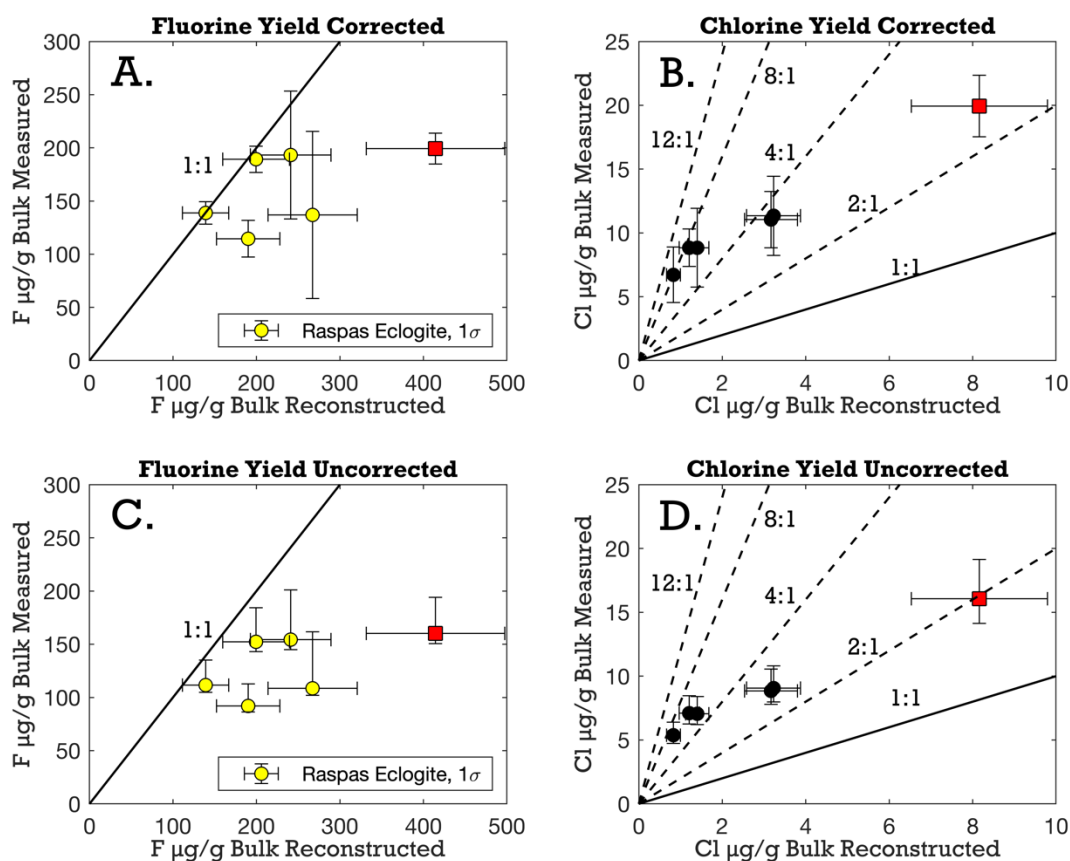 Fluorine Yield Corrected
A.
300
250
200
150
100
50
0
1:1
Raspas Eclogite, 1σ
0 100 200 300 400 500
F µg/g Bulk Reconstructed
F µg/g Bulk Measured
Chlorine Yield Corrected
B.
25
20
15
10
5
0
12:1
8:1
4:1
2:1
1:1
0 2 4 6 8 10
Cl µg/g Bulk Reconstructed
Cl µg/g Bulk Measured
Fluorine Yield Uncorrected
C.
300
250
200
150
100
50
0
1:1
Raspas Eclogite, 1σ
0 100 200 300 400 500
F µg/g Bulk Reconstructed
F µg/g Bulk Measured
Chlorine Yield Uncorrected
D.
25
20
15
10
5
0
12:1
8:1
4:1
2:1
1:1
0 2 4 6 8 10
Cl µg/g Bulk Reconstructed
Cl µg/g Bulk Measured